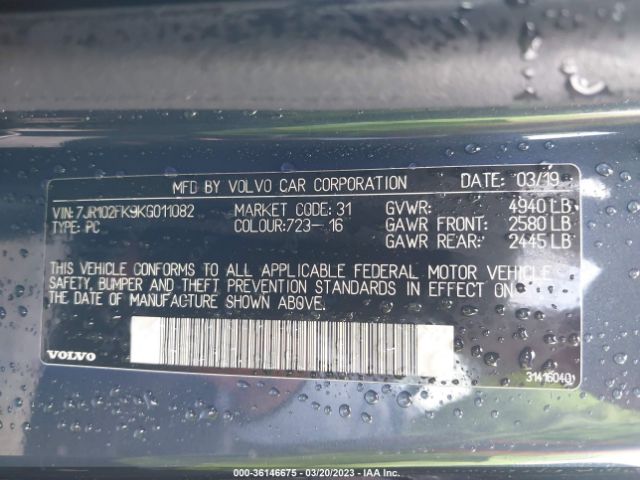 MFD BY VOLVO CAR CORPORATION DATE: 03/19
VIN: 7JR102FK9KG011082 MARKET CODE: 31 GVWR: 4940 LB
TYPE: PC COLOUR: 723-16 GAWR FRONT: 2580 LB
GAWR REAR: 2445 LB
THIS VEHICLE CONFORMS TO ALL APPLICABLE FEDERAL MOTOR VEHICLE
SAFETY, BUMPER AND THEFT PREVENTION STANDARDS IN EFFECT ON
THE DATE OF MANUFACTURE SHOWN ABOVE.
VOLVO
31416040
000-36146675 - 03/20/2023 - IAA Inc.